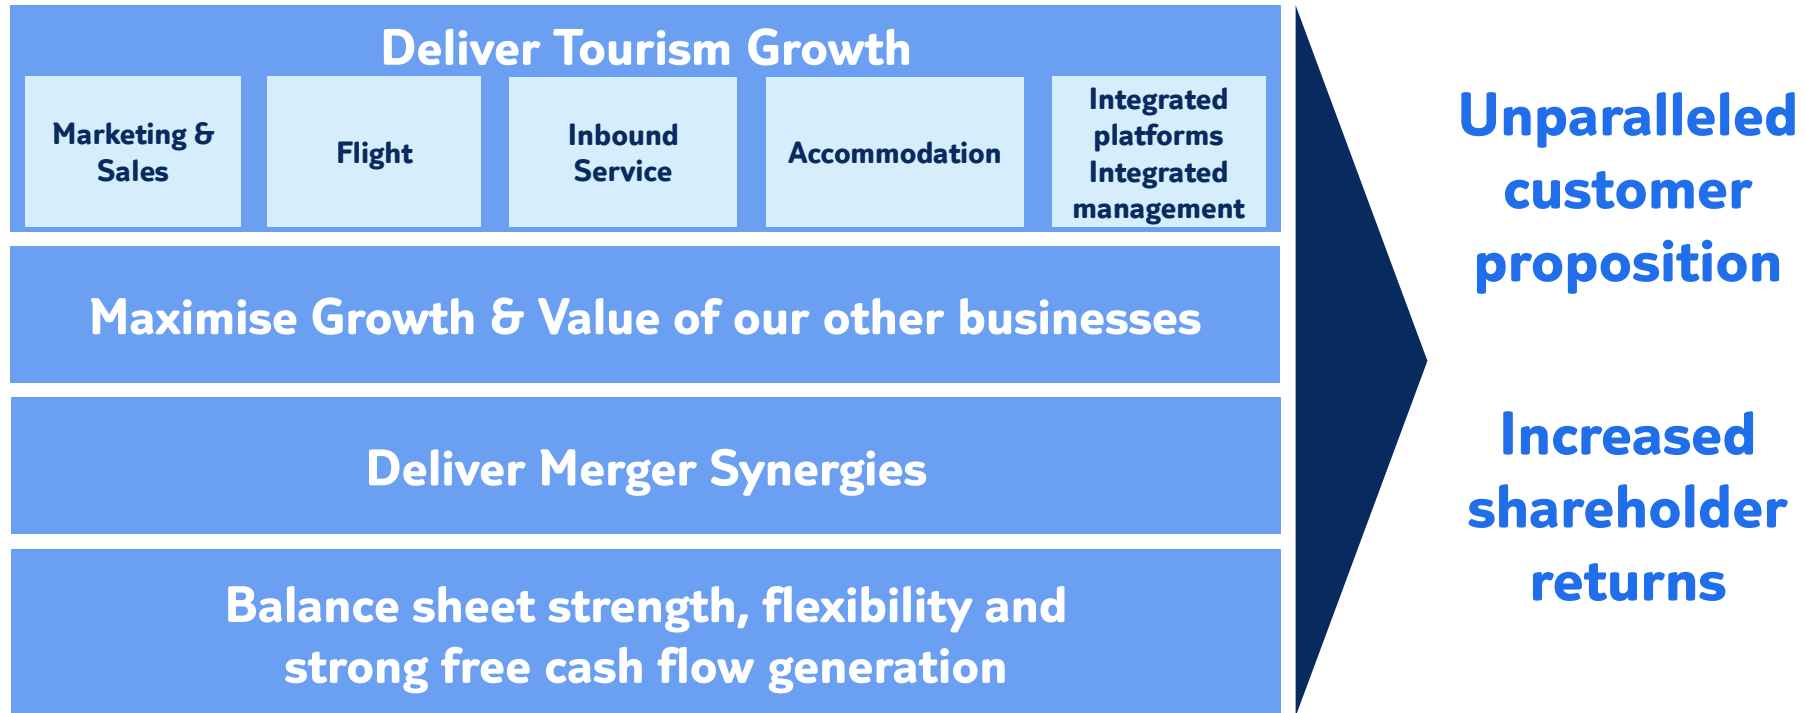 Deliver Tourism Growth
Marketing &
Sales
Flight
Inbound
Service
Accommodation
Integrated
platforms
Integrated
management
Maximise Growth & Value of our other businesses
Deliver Merger Synergies
Balance sheet strength, flexibility and
strong free cash flow generation
Unparalleled
customer
proposition
Increased
shareholder
returns